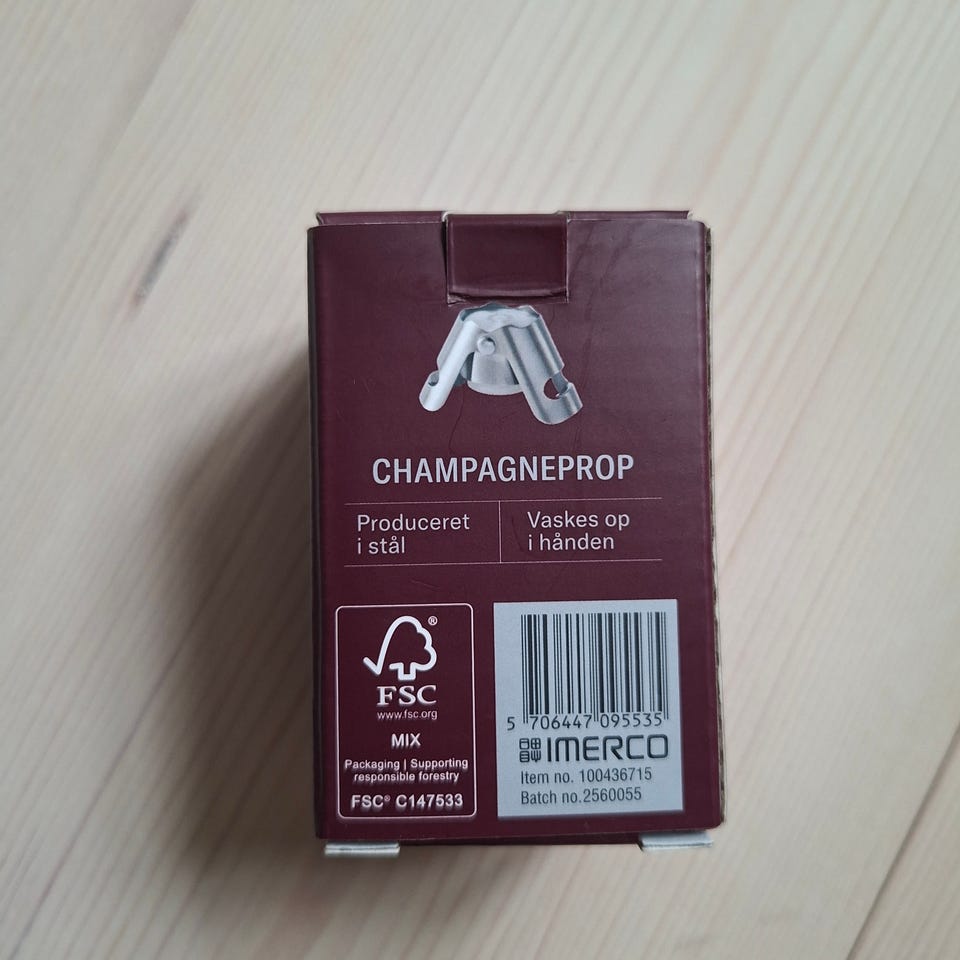 CHAMPAGNEPROP
Produceret
i stål
Vaskes op
i hånden
FSC®
www.fsc.org
MIX
Packaging | Supporting
responsible forestry
FSC® C147533
5 706447 095535
IMERCO
Item no. 100436715
Batch no.2560055